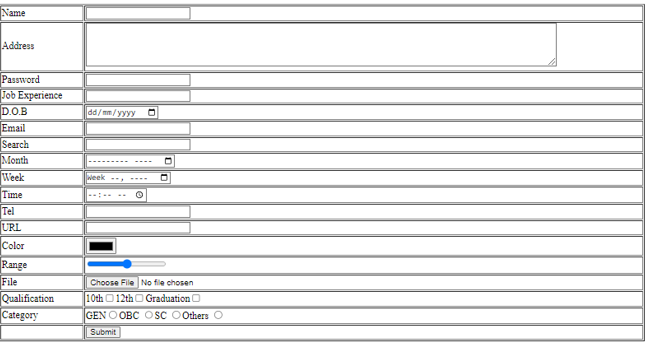 Name
Address
Password
Job Experience
D.O.B dd/mm/yyyy
Email
Search
Month --------- ----
Week Week --, ----
Time --:-- --
Tel
URL
Color
Range
File Choose File No file chosen
Qualification 10th 12th Graduation
Category GEN OBC SC Others
Submit